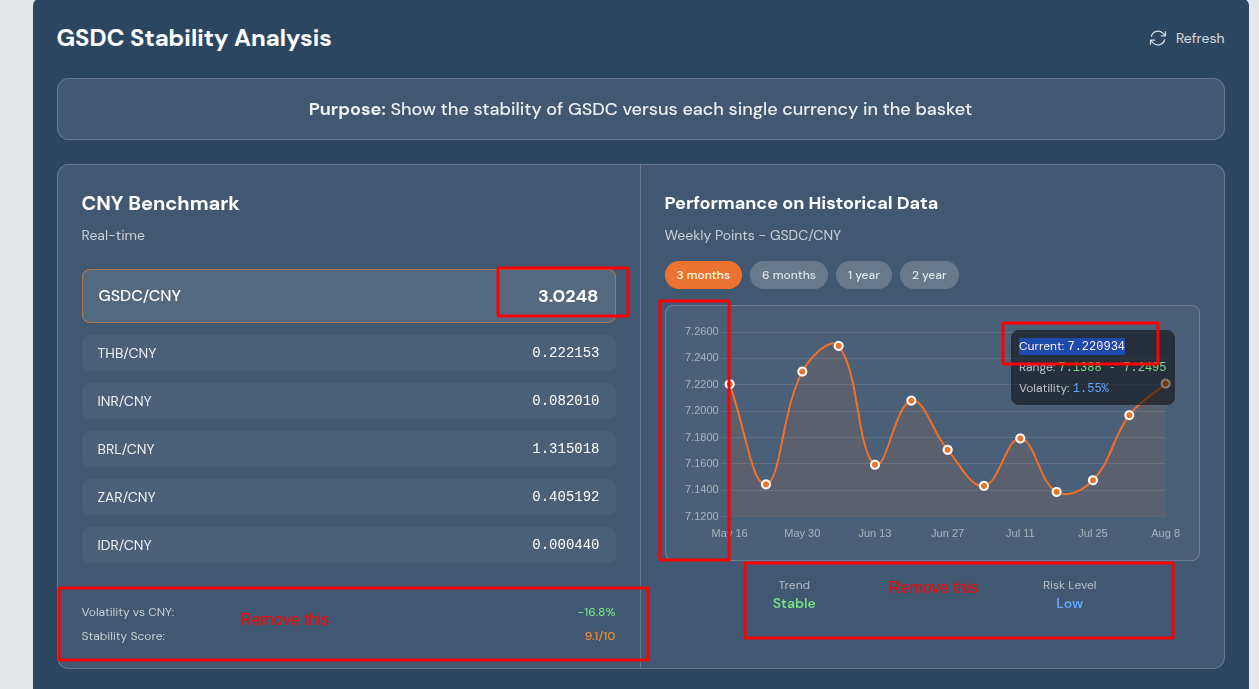 GSDC Stability Analysis
Refresh
Purpose: Show the stability of GSDC versus each single currency in the basket
CNY Benchmark
Real-time
GSDC/CNY 3.0248
THB/CNY 0.222153
INR/CNY 0.082010
BRL/CNY 1.315018
ZAR/CNY 0.405192
IDR/CNY 0.000440
Volatility vs CNY: -16.8%
Remove this
Stability Score: 9.1/10
Performance on Historical Data
Weekly Points - GSDC/CNY
3 months 6 months 1 year 2 year
7.2600
7.2400
7.2200
7.2000
7.1800
7.1600
7.1400
7.1200
Current: 7.220934
Range: 7.1388 - 7.2495
Volatility: 1.55%
May 16 May 30 Jun 13 Jun 27 Jul 11 Jul 25 Aug 8
Trend Remove this Risk Level
Stable Low